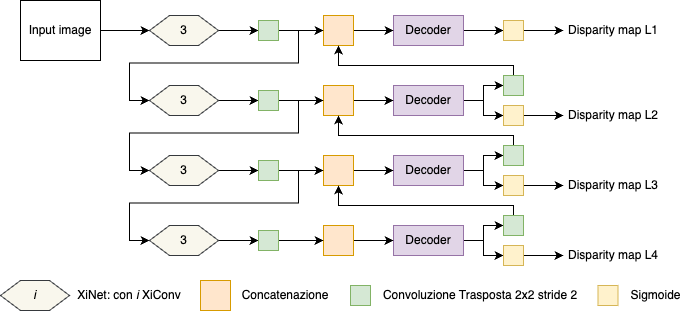 Input image 3 Decoder Disparity map L1
3 Decoder Disparity map L2
3 Decoder Disparity map L3
3 Decoder Disparity map L4
i XiNet: con i XiConv Concatenazione Convoluzione Trasposta 2x2 stride 2 Sigmoide